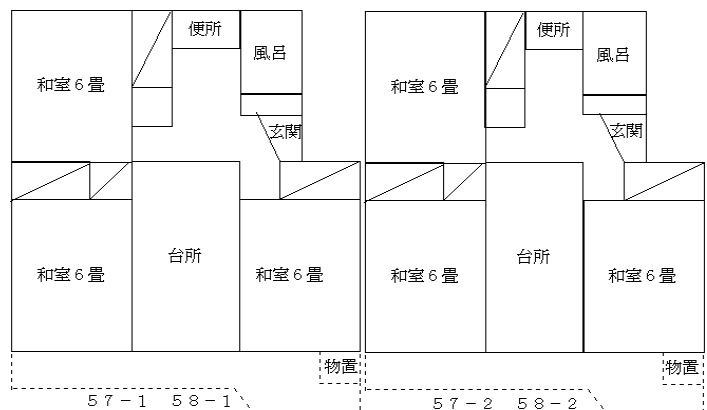 便所
風呂
和室６畳
玄関
台所
和室６畳
和室６畳
物置
５７－１　５８－１
便所
風呂
和室６畳
玄関
台所
和室６畳
和室６畳
物置
５７－２　５８－２